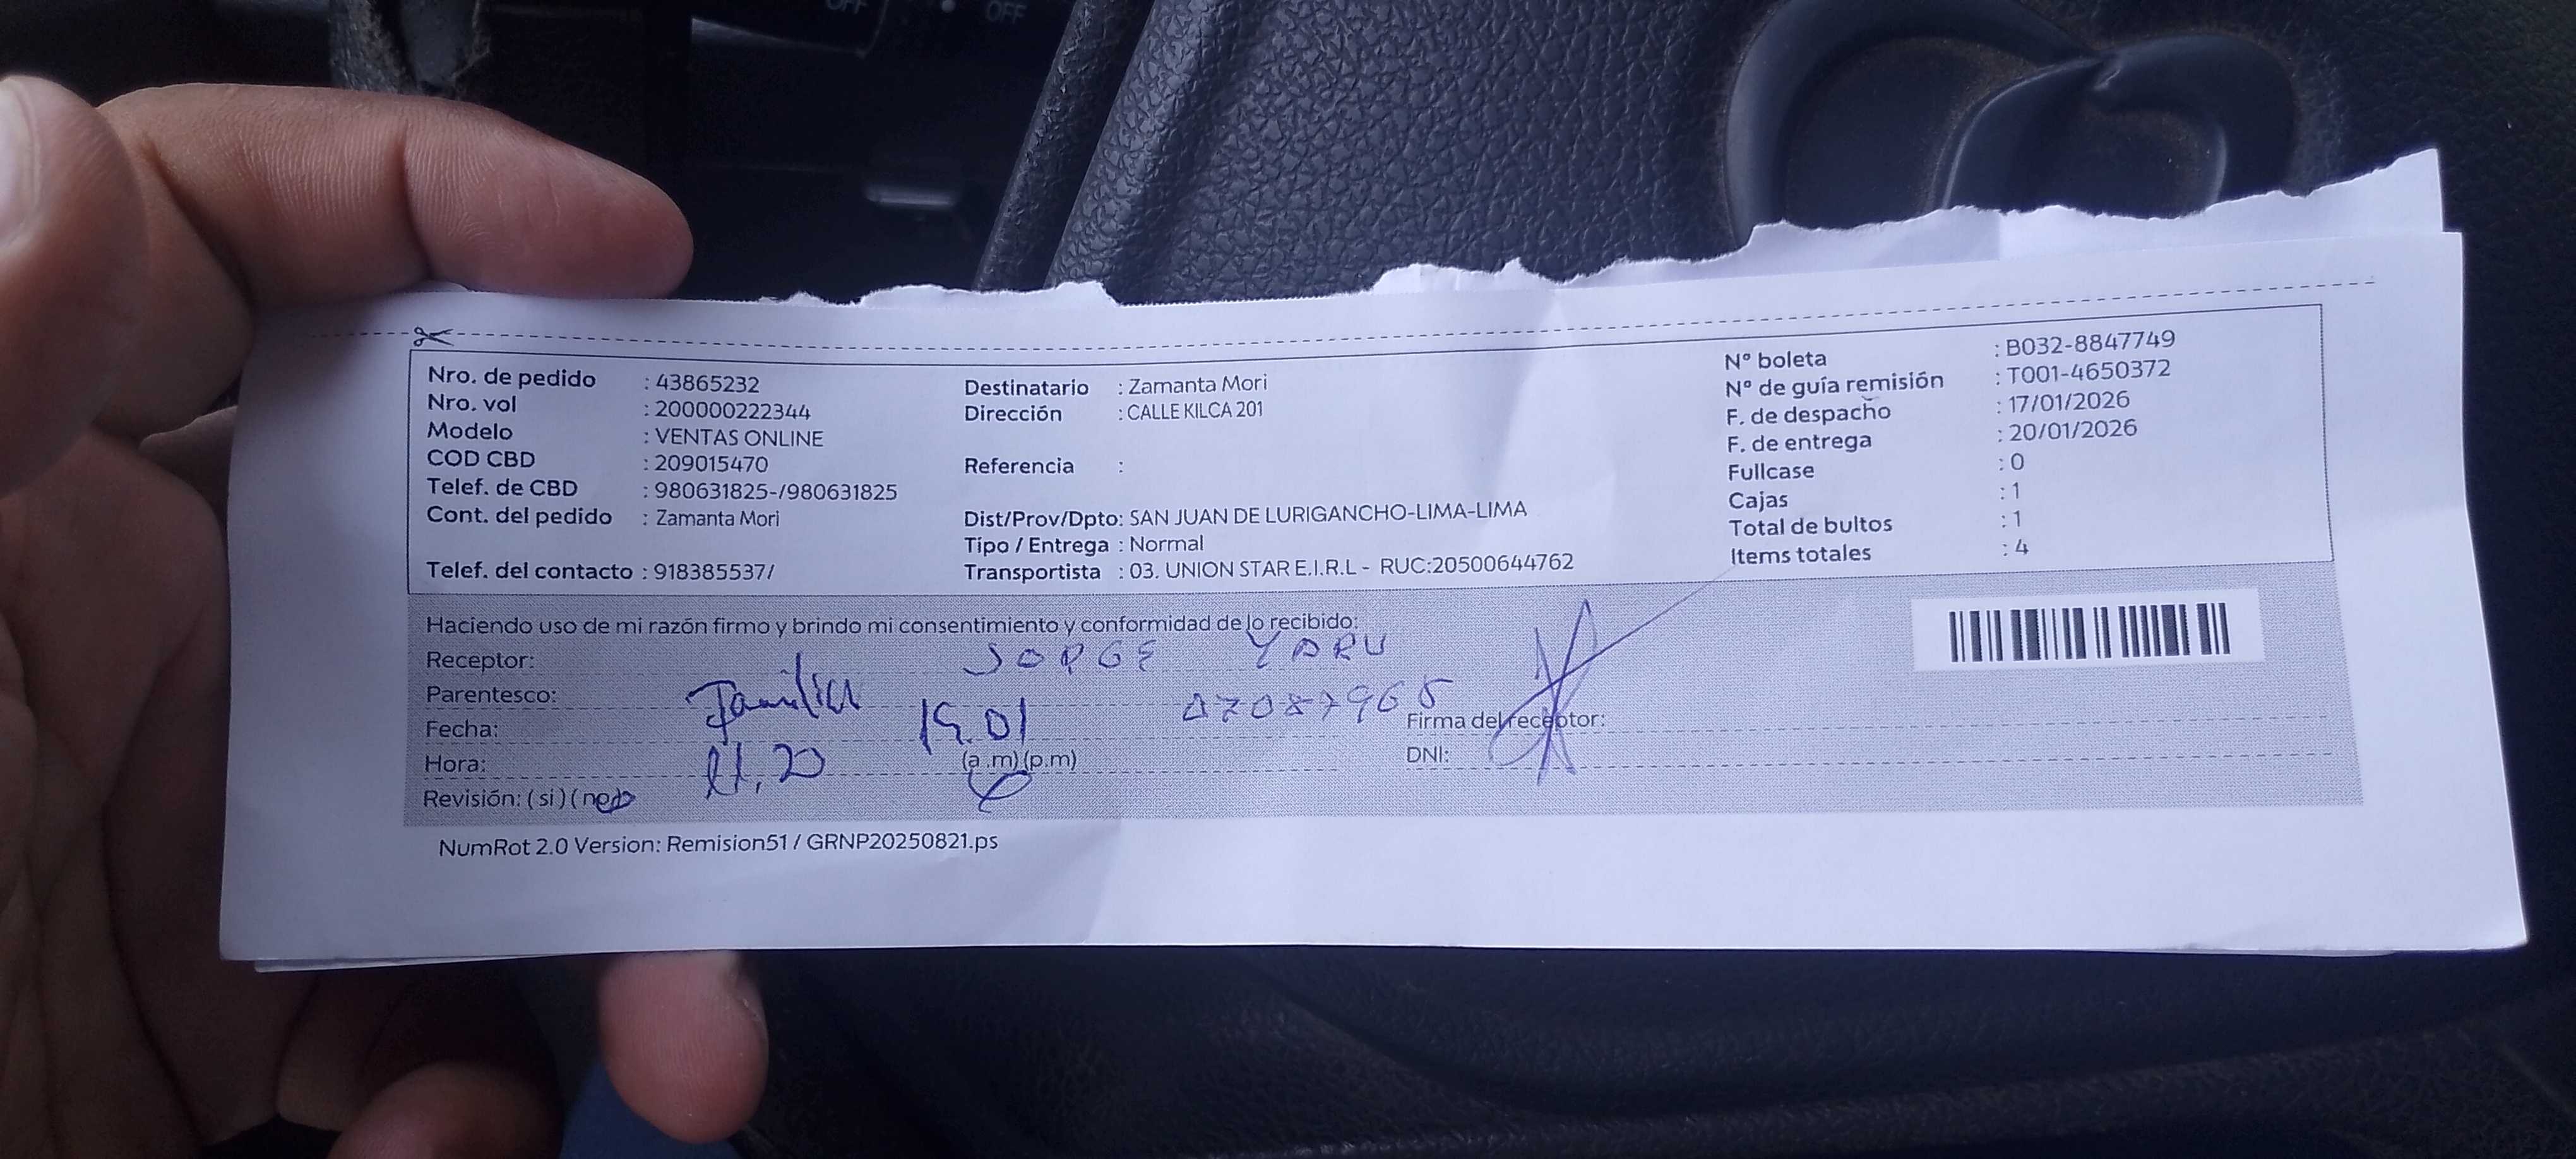 OFF
OFF
Nro. de pedido : 43865232
Nro. vol : 200000222344
Modelo : VENTAS ONLINE
COD CBD : 209015470
Telef. de CBD : 980631825-/980631825
Cont. del pedido : Zamanta Mori
Telef. del contacto : 918385537/
Destinatario : Zamanta Mori
Dirección : CALLE KILCA 201
Referencia :
Dist/Prov/Dpto: SAN JUAN DE LURIGANCHO-LIMA-LIMA
Tipo / Entrega : Normal
Transportista : 03. UNION STAR E.I.R.L - RUC:20500644762
Nº boleta : B032-8847749
Nº de guía remisión : T001-4650372
F. de despacho : 17/01/2026
F. de entrega : 20/01/2026
Fullcase : 0
Cajas : 1
Total de bultos : 1
Items totales : 4
Haciendo uso de mi razón firmo y brindo mi consentimiento y conformidad de lo recibido:
Receptor: JORGE YARU
Parentesco: Familia
Fecha: 19.01
Firma del receptor:
Hora: 11,20 (a.m) (p.m)
DNI:
Revisión: (si) (no)
NumRot 2.0 Version: Remision51 / GRNP20250821.ps